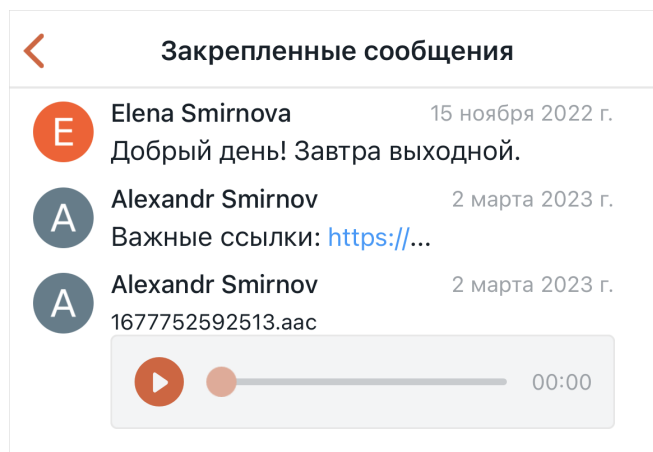 Закрепленные сообщения
E
Elena Smirnova 15 ноября 2022 г.
Добрый день! Завтра выходной.
A
Alexandr Smirnov 2 марта 2023 г.
Важные ссылки: https://...
A
Alexandr Smirnov 2 марта 2023 г.
1677752592513.aac
00:00